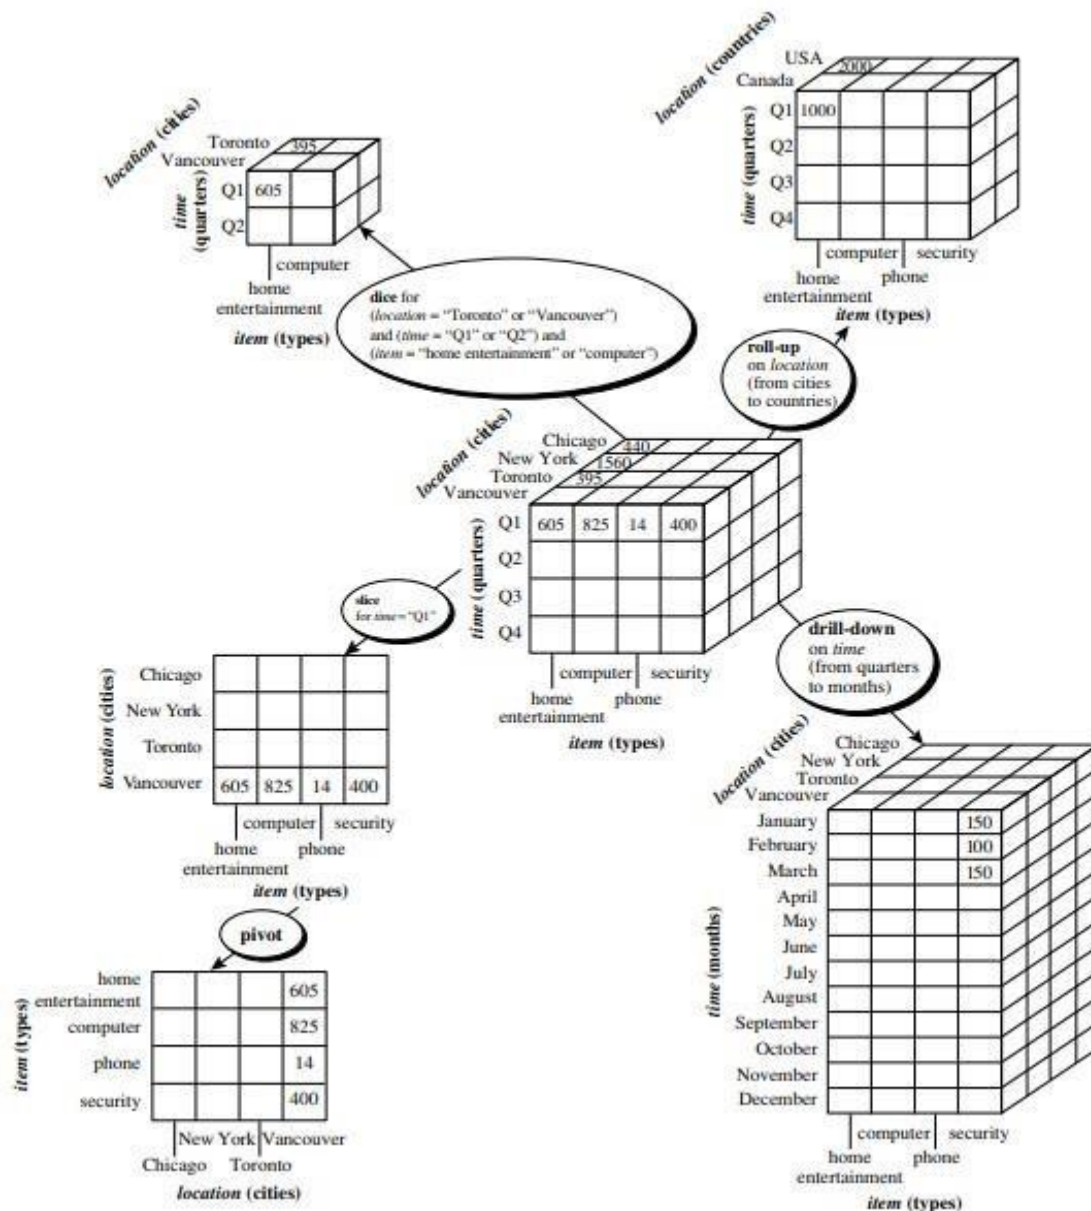 location (countries)
USA
Canada
2000
time (quarters)
Q1
1000
Q2
Q3
Q4
computer
security
home
entertainment
phone
item (types)
location (cities)
Toronto
Vancouver
395
time
(quarters)
Q1
605
Q2
computer
home
entertainment
item (types)
dice for
(location = “Toronto” or “Vancouver”)
and (time = “Q1” or “Q2”) and
(item = “home entertainment” or “computer”)
roll-up
on location
(from cities
to countries)
location (cities)
Chicago
440
New York
1560
Toronto
395
Vancouver
time (quarters)
Q1
605 825 14 400
Q2
Q3
Q4
computer
security
home
entertainment
phone
item (types)
slice
for time = “Q1”
drill-down
on time
(from quarters
to months)
location (cities)
Chicago
New York
Toronto
Vancouver
605 825 14 400
computer
security
home
entertainment
phone
item (types)
pivot
item (types)
home
entertainment
605
computer
825
phone
14
security
400
New York Vancouver
Chicago Toronto
location (cities)
location (cities)
Chicago
New York
Toronto
Vancouver
time (months)
January
150
February
100
March
150
April
May
June
July
August
September
October
November
December
computer
security
home
entertainment
phone
item (types)